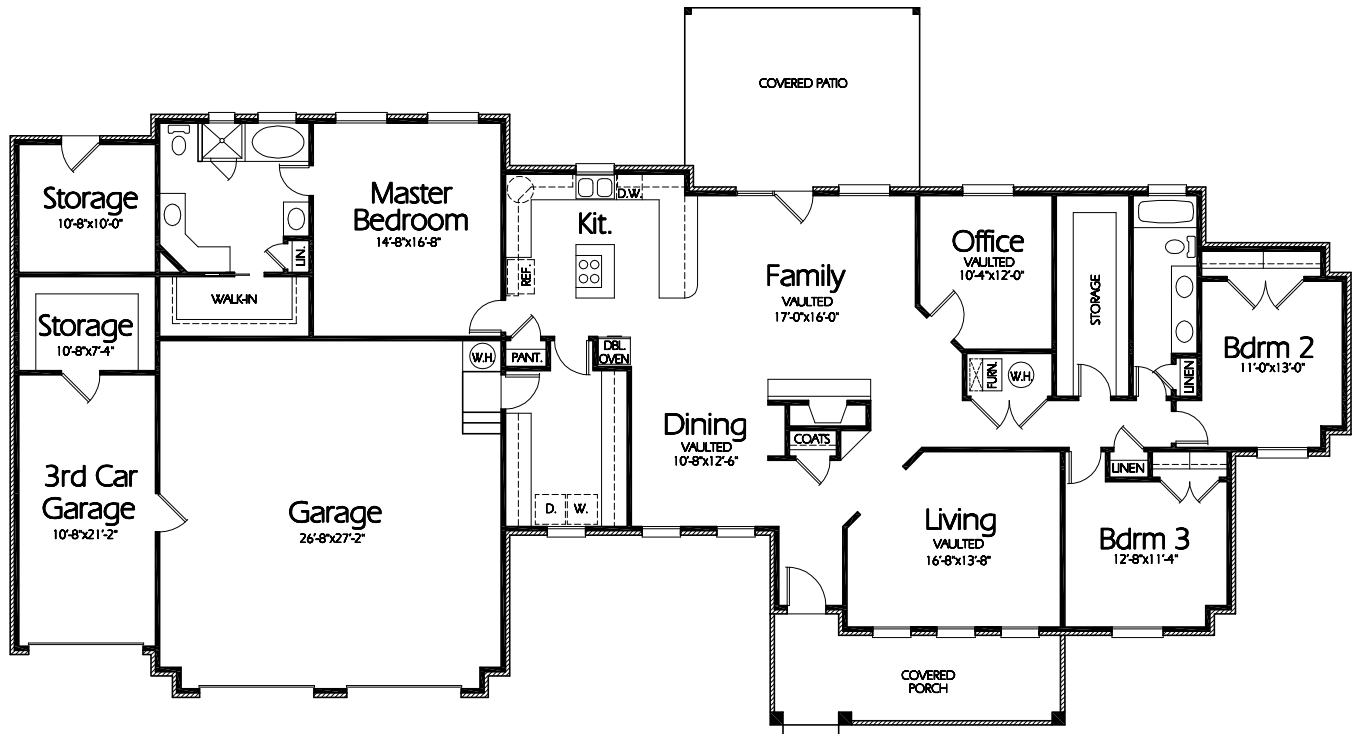 COVERED PATIO
Storage
10'-8"x10'-0"
LIN.
WALK-IN
Master
Bedroom
14'-8"x16'-8"
D.W.
Kit.
REF.
PANT.
DBL.
OVEN
W.H.
Family
VAULTED
17'-0"x16'-0"
Office
VAULTED
10'-4"x12'-0"
STORAGE
FURN.
W.H.
LINEN
Bdrm 2
11'-0"x13'-0"
Storage
10'-8"x7'-4"
Dining
VAULTED
10'-8"x12'-6"
COATS
LINEN
3rd Car
Garage
10'-8"x21'-2"
Garage
26'-8"x27'-2"
D.
W.
Living
VAULTED
16'-8"x13'-8"
Bdrm 3
12'-8"x11'-4"
COVERED
PORCH